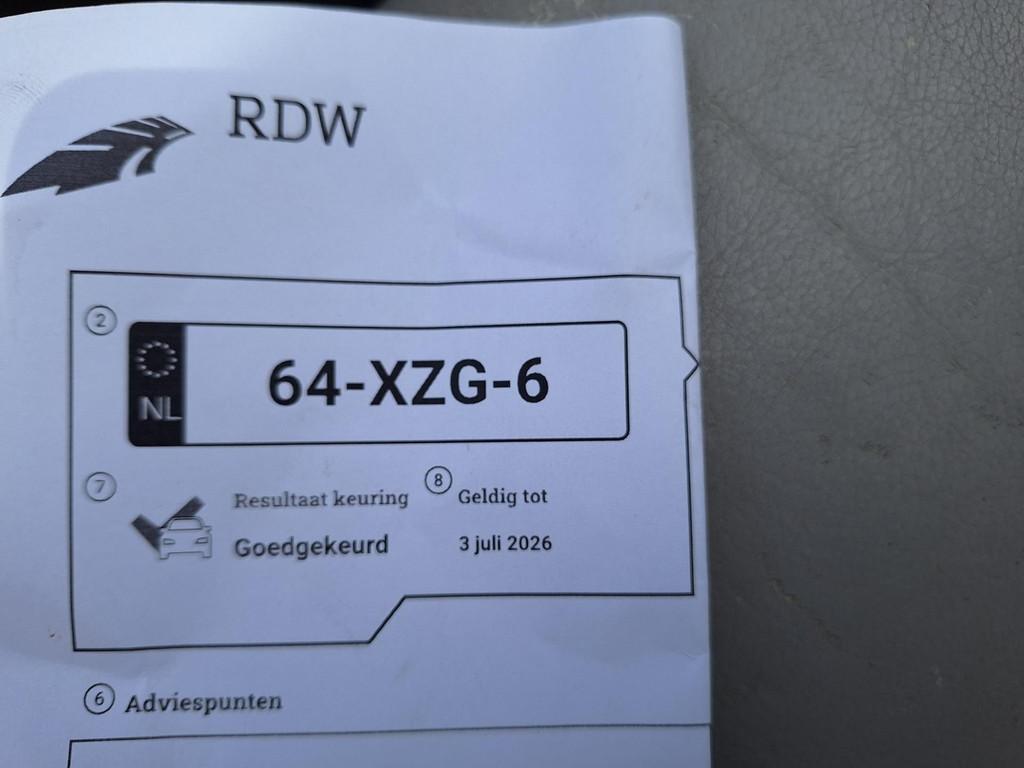 RDW
2
NL
64-XZG-6
7
Resultaat keuring
8
Geldig tot
Goedgekeurd
3 juli 2026
6 Adviespunten